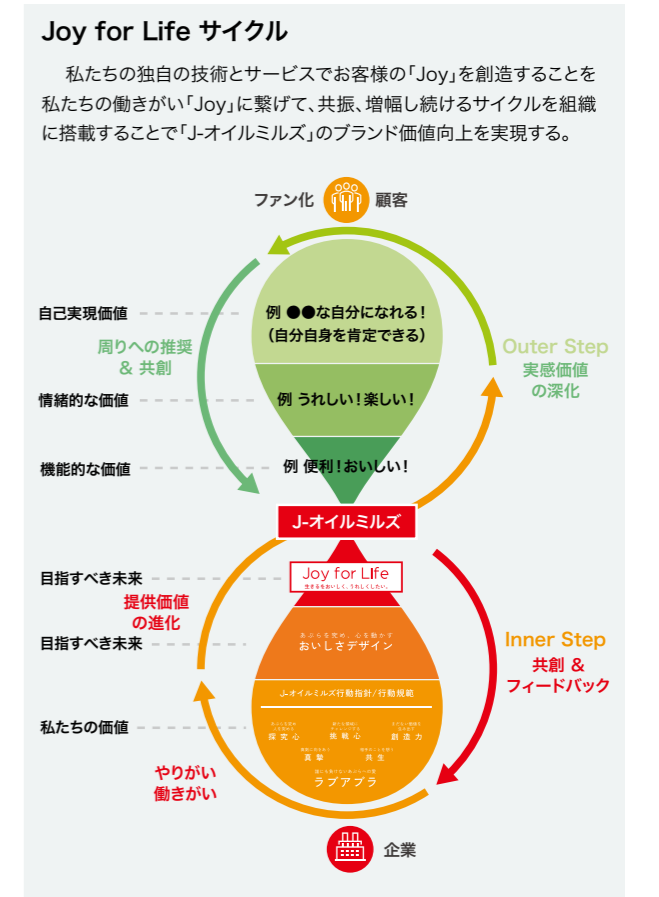 Joy for Life サイクル
私たちの独自の技術とサービスでお客様の「Joy」を創造することを
私たちの働きがい「Joy」に繋げて、共振、増幅し続けるサイクルを組織
に搭載することで「J-オイルミルズ」のブランド価値向上を実現する。
ファン化 顧客
自己実現価値
例 ●●な自分になれる！
（自分自身を肯定できる）
周りへの推奨
& 共創
Outer Step
実感価値
の深化
情緒的な価値
例 うれしい！楽しい！
機能的な価値
例 便利！おいしい！
J-オイルミルズ
目指すべき未来
Joy for Life
生きるをおいしく、うれしくしたい。
提供価値
の進化
目指すべき未来
あぶらを究め、心を動かす
おいしさデザイン
Inner Step
共創 &
フィードバック
J-オイルミルズ行動指針/行動規範
私たちの価値
探究心 挑戦心 創造力
真摯 共生
ラブアブラ
やりがい
働きがい
企業